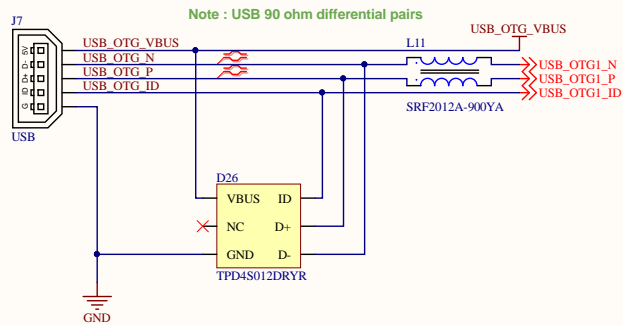 Note : USB 90 ohm differential pairs
J7
USB_OTG_VBUS
USB_OTG_VBUS
5V
USB_OTG_N
L11
D-
USB_OTG1_N
USB_OTG_P
D+
USB_OTG1_P
USB_OTG_ID
ID
USB_OTG1_ID
G
SRF2012A-900YA
USB
D26
VBUS ID
NC D+
GND D-
TPD4S012DRYR
GND